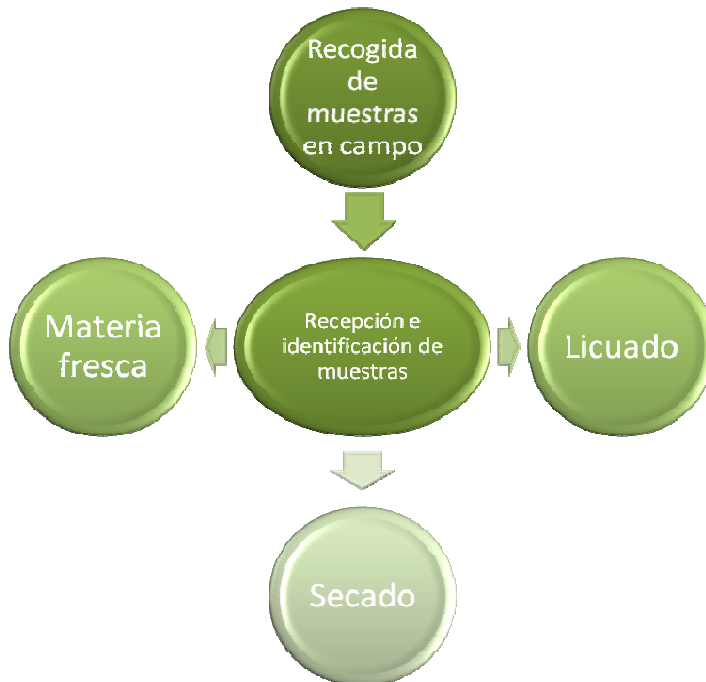 Recogida
de
muestras
en campo
Materia
fresca
Recepción e
identificación de
muestras
Licuado
Secado